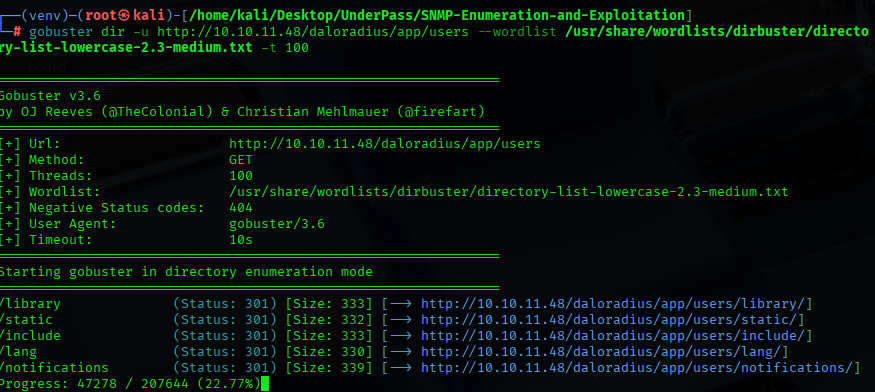 ┌──(venv)─(root㉿kali)-[/home/kali/Desktop/UnderPass/SNMP-Enumeration-and-Exploitation]
└─# gobuster dir -u http://10.10.11.48/daloradius/app/users --wordlist /usr/share/wordlists/dirbuster/directo
ry-list-lowercase-2.3-medium.txt -t 100
===============================================================
Gobuster v3.6
by OJ Reeves (@TheColonial) & Christian Mehlmauer (@firefart)
===============================================================
[+] Url: http://10.10.11.48/daloradius/app/users
[+] Method: GET
[+] Threads: 100
[+] Wordlist: /usr/share/wordlists/dirbuster/directory-list-lowercase-2.3-medium.txt
[+] Negative Status codes: 404
[+] User Agent: gobuster/3.6
[+] Timeout: 10s
===============================================================
Starting gobuster in directory enumeration mode
===============================================================
/library (Status: 301) [Size: 333] [--> http://10.10.11.48/daloradius/app/users/library/]
/static (Status: 301) [Size: 332] [--> http://10.10.11.48/daloradius/app/users/static/]
/include (Status: 301) [Size: 333] [--> http://10.10.11.48/daloradius/app/users/include/]
/lang (Status: 301) [Size: 330] [--> http://10.10.11.48/daloradius/app/users/lang/]
/notifications (Status: 301) [Size: 339] [--> http://10.10.11.48/daloradius/app/users/notifications/]
Progress: 47278 / 207644 (22.77%)